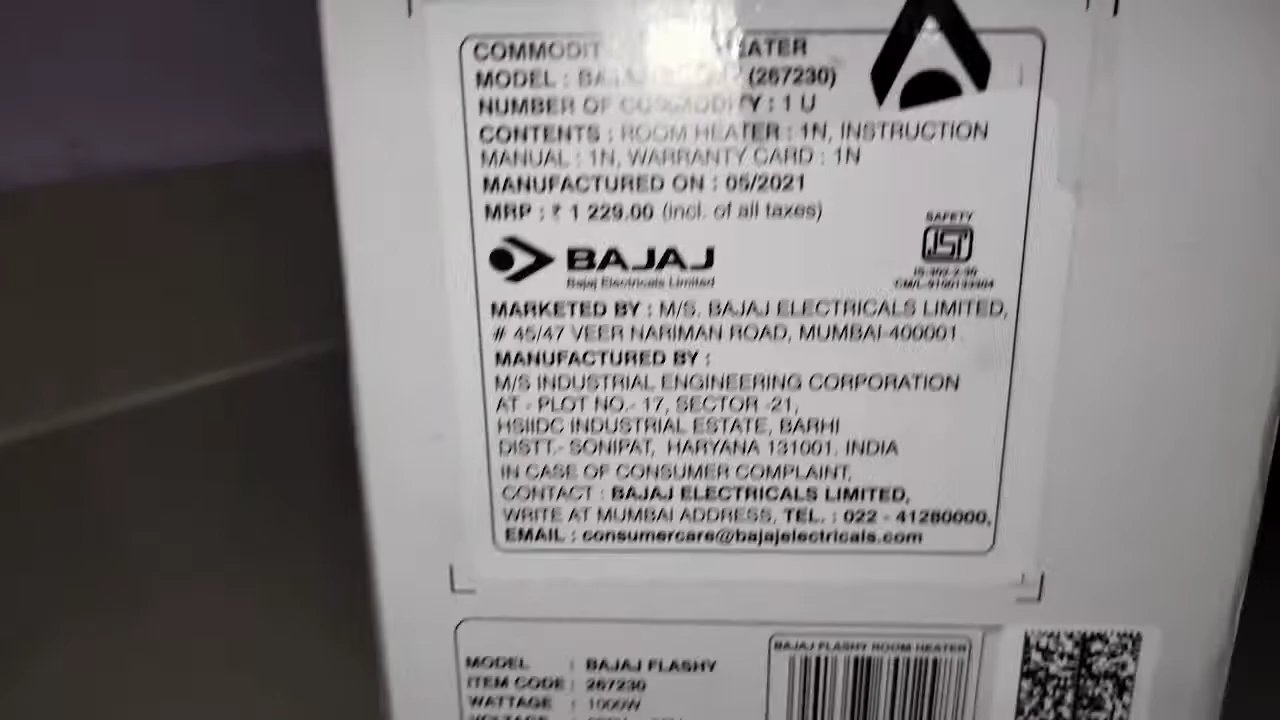 COMMODIT EATER
MODEL : BAJAJ (267230)
NUMBER OF COMMODITY : 1 U
CONTENTS : ROOM HEATER : 1N, INSTRUCTION
MANUAL : 1N, WARRANTY CARD : 1N
MANUFACTURED ON : 05/2021
MRP : ₹ 1 229.00 (incl. of all taxes)
SAFETY
ISI
BAJAJ
Bajaj Electricals Limited
MARKETED BY : M/S, BAJAJ ELECTRICALS LIMITED,
# 45/47 VEER NARIMAN ROAD, MUMBAI-400001
MANUFACTURED BY :
M/S INDUSTRIAL ENGINEERING CORPORATION
AT - PLOT NO.- 17, SECTOR -21,
HSIIDC INDUSTRIAL ESTATE, BARHI
DISTT.- SONIPAT, HARYANA 131001. INDIA
IN CASE OF CONSUMER COMPLAINT,
CONTACT : BAJAJ ELECTRICALS LIMITED,
WRITE AT MUMBAI ADDRESS, TEL. : 022 - 41280000,
EMAIL : consumercare@bajajelectricals.com
MODEL : BAJAJ FLASHY
ITEM CODE : 267230
WATTAGE : 1000W
BAJAJ FLASHY ROOM HEATER